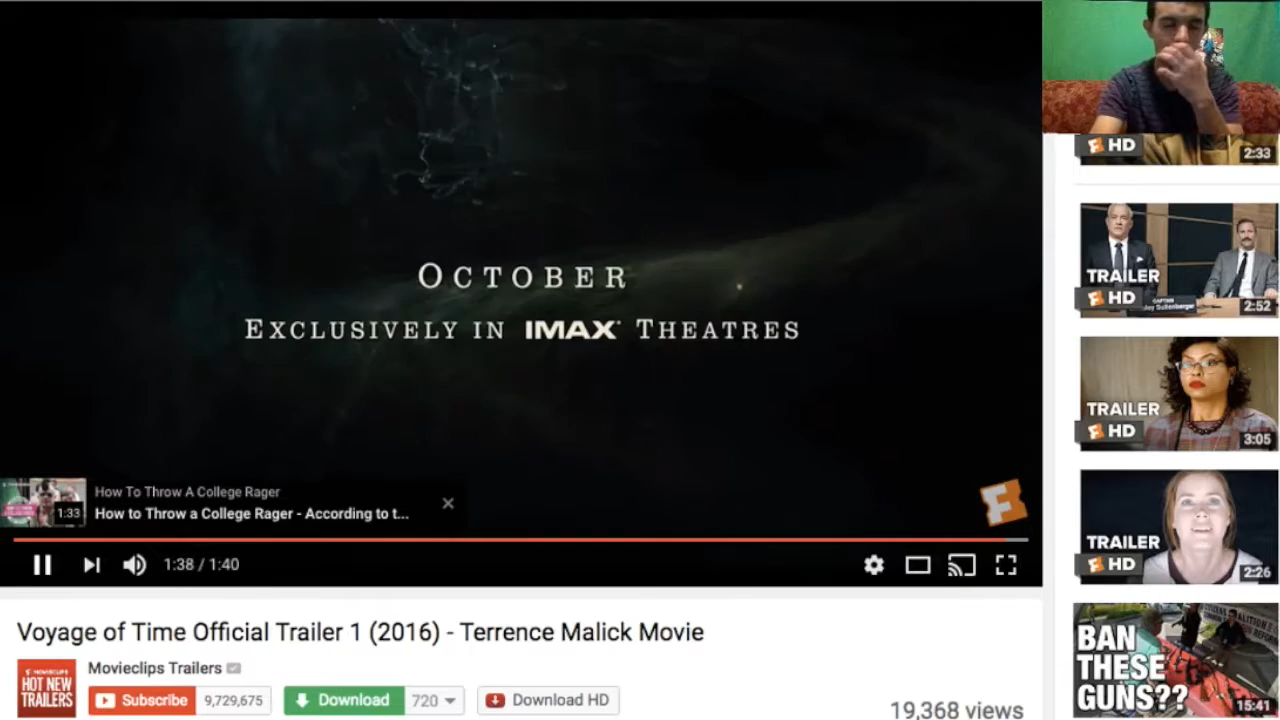 OCTOBER
EXCLUSIVELY IN IMAX THEATRES
How To Throw A College Rager
How to Throw a College Rager - According to t...
1:33
1:38 / 1:40
Voyage of Time Official Trailer 1 (2016) - Terrence Malick Movie
MOVIECLIPS
HOT NEW
TRAILERS
Movieclips Trailers
Subscribe
9,729,675
Download
720
Download HD
19,368 views
HD
2:33
TRAILER
HD
CAPTAIN
2:52
TRAILER
HD
3:05
TRAILER
HD
2:26
BAN
THESE
GUNS??
15:41